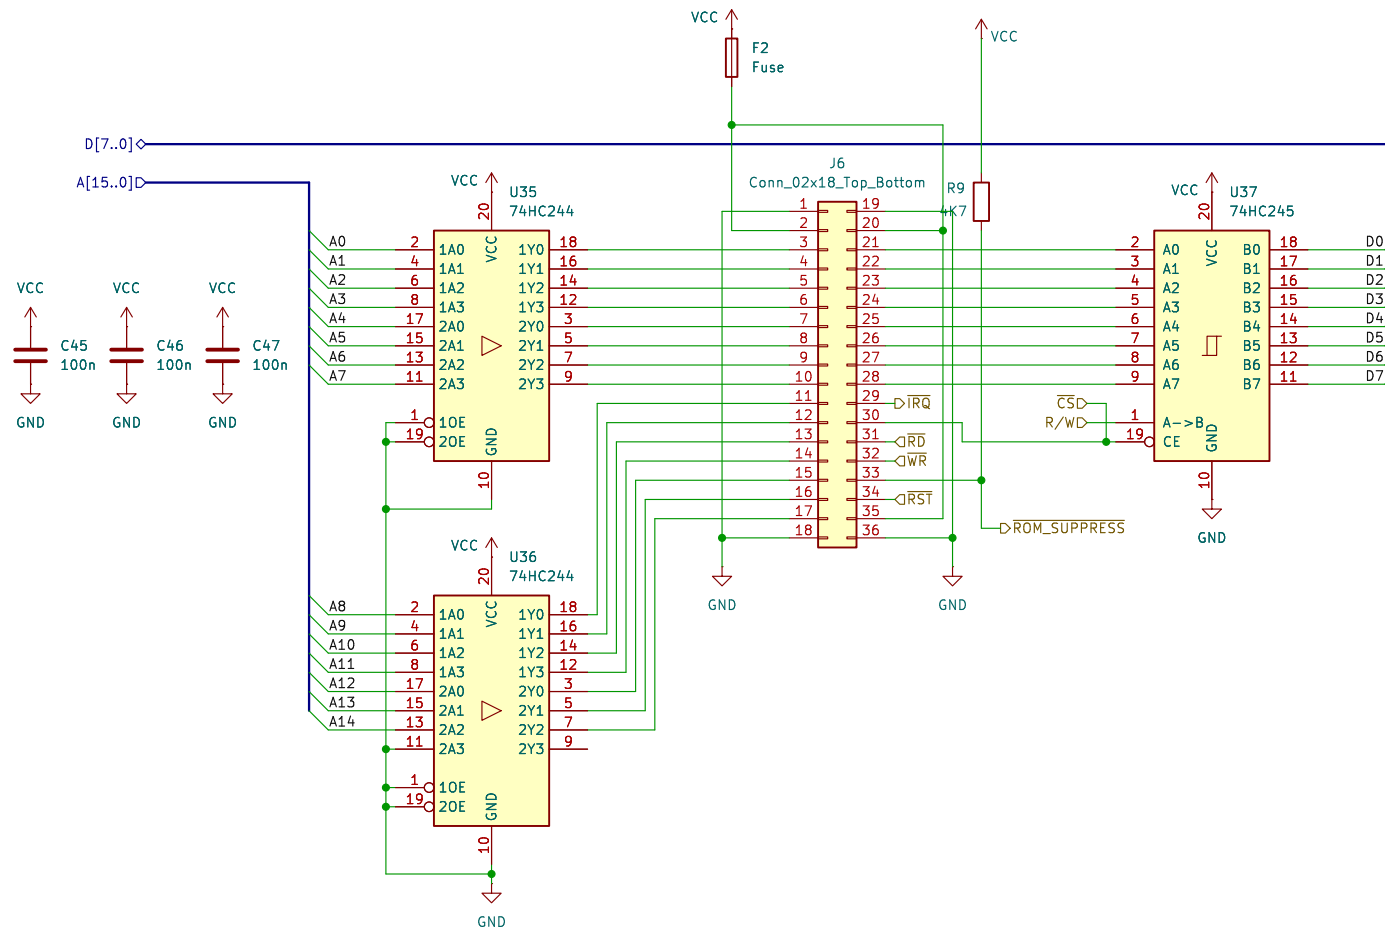 VCC
F2
Fuse
VCC
D[7..0]
A[15..0]
J6
Conn_02x18_Top_Bottom
R9
4K7
VCC
U35
74HC244
20
VCC
A0 2 1A0 1Y0 18
A1 4 1A1 1Y1 16
A2 6 1A2 1Y2 14
A3 8 1A3 1Y3 12
A4 17 2A0 2Y0 3
A5 15 2A1 2Y1 5
A6 13 2A2 2Y2 7
A7 11 2A3 2Y3 9
1 1OE
19 2OE
GND
10
1 19
2 20
3 21
4 22
5 23
6 24
7 25
8 26
9 27
10 28
11 29 IRQ
12 30
13 31 RD
14 32 WR
15 33
16 34 RST
17 35
18 36
GND
GND
ROM_SUPPRESS
VCC
U37
74HC245
20
VCC
2 A0 B0 18 D0
3 A1 B1 17 D1
4 A2 B2 16 D2
5 A3 B3 15 D3
6 A4 B4 14 D4
7 A5 B5 13 D5
8 A6 B6 12 D6
9 A7 B7 11 D7
CS
R/W 1 A->B
19 CE
GND
10
GND
VCC
C45
100n
GND
VCC
C46
100n
GND
VCC
C47
100n
GND
VCC
U36
74HC244
20
VCC
A8 2 1A0 1Y0 18
A9 4 1A1 1Y1 16
A10 6 1A2 1Y2 14
A11 8 1A3 1Y3 12
A12 17 2A0 2Y0 3
A13 15 2A1 2Y1 5
A14 13 2A2 2Y2 7
11 2A3 2Y3 9
1 1OE
19 2OE
GND
10
GND